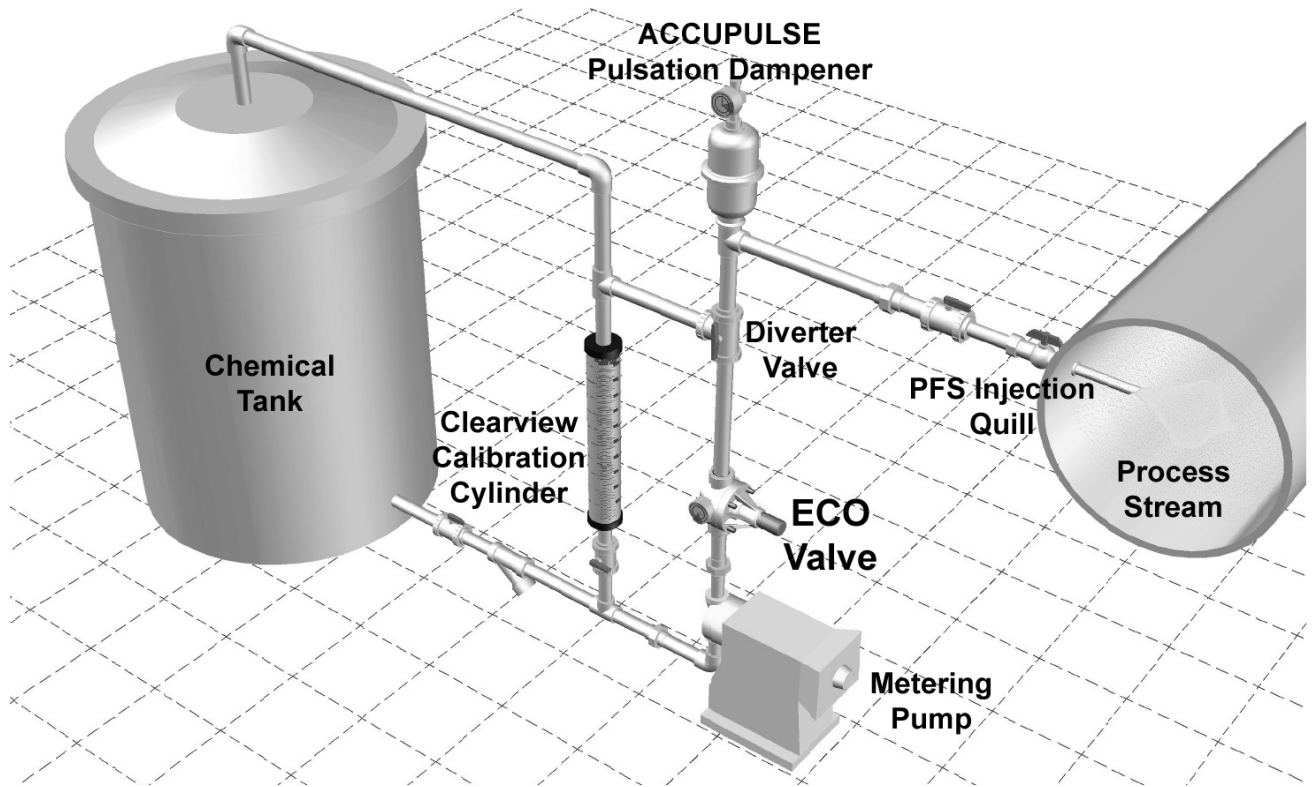 ACCUPULSE
Pulsation Dampener
Chemical
Tank
Diverter
Valve
PFS Injection
Quill
Clearview
Calibration
Cylinder
Process
Stream
ECO
Valve
Metering
Pump